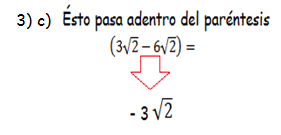 3) c) Ésto pasa adentro del paréntesis
(3√2 – 6√2) =
- 3 √2